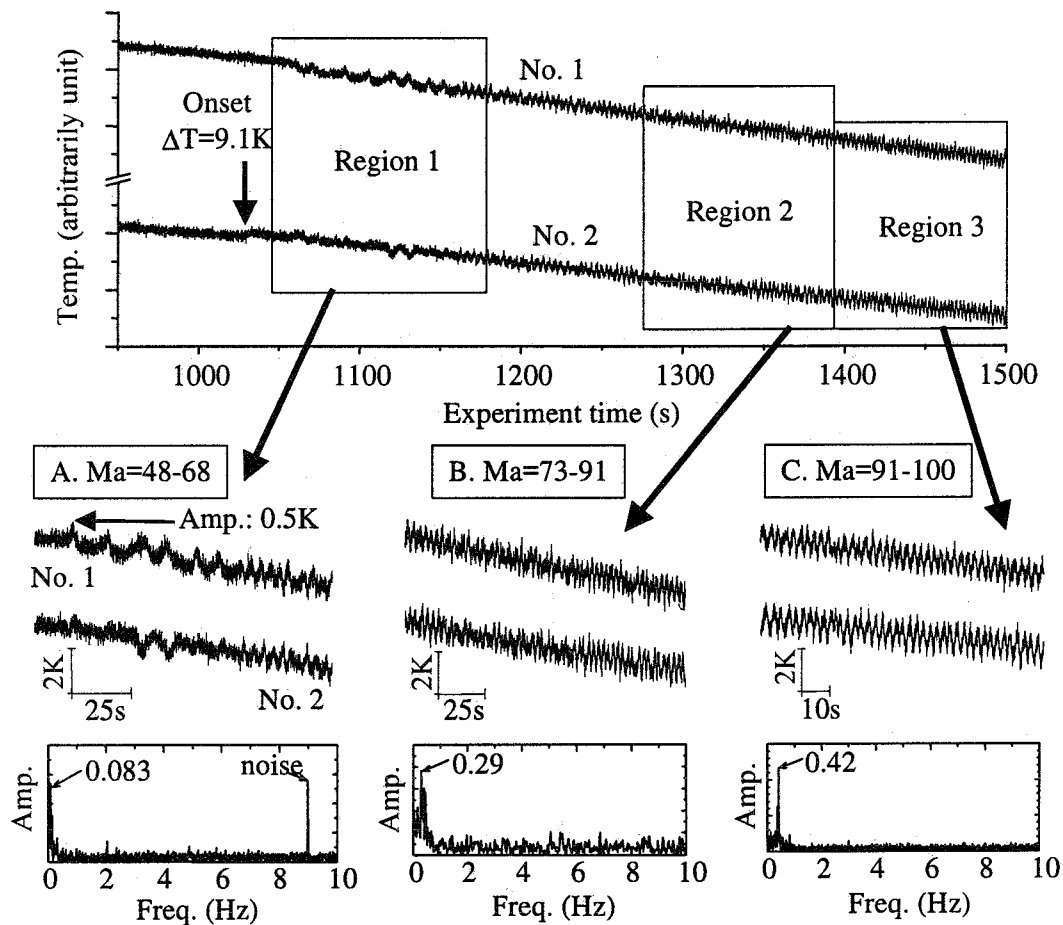 Temp. (arbitrarily unit)
No. 1
Onset
ΔT=9.1K
Region 1
Region 2
Region 3
No. 2
1000 1100 1200 1300 1400 1500
Experiment time (s)
A. Ma=48-68
B. Ma=73-91
C. Ma=91-100
Amp.: 0.5K
No. 1
2K
25s
No. 2
2K
25s
2K
10s
Amp.
0.083
noise
0 2 4 6 8 10
Freq. (Hz)
Amp.
0.29
0 2 4 6 8 10
Freq. (Hz)
Amp.
0.42
0 2 4 6 8 10
Freq. (Hz)